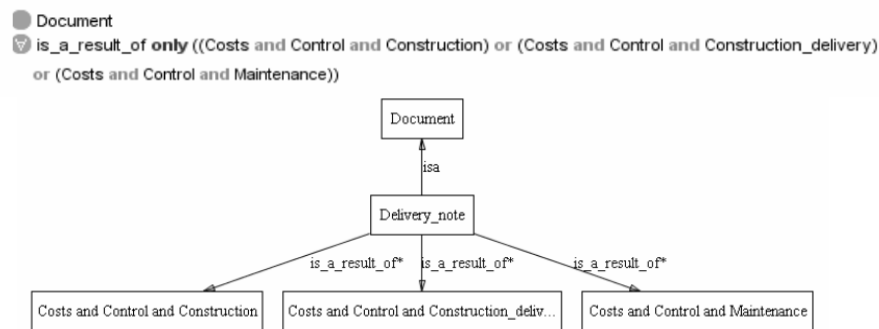 Document
is_a_result_of only ((Costs and Control and Construction) or (Costs and Control and Construction_delivery)
or (Costs and Control and Maintenance))
Document
isa
Delivery_note
is_a_result_of* is_a_result_of* is_a_result_of*
Costs and Control and Construction Costs and Control and Construction_deliv... Costs and Control and Maintenance